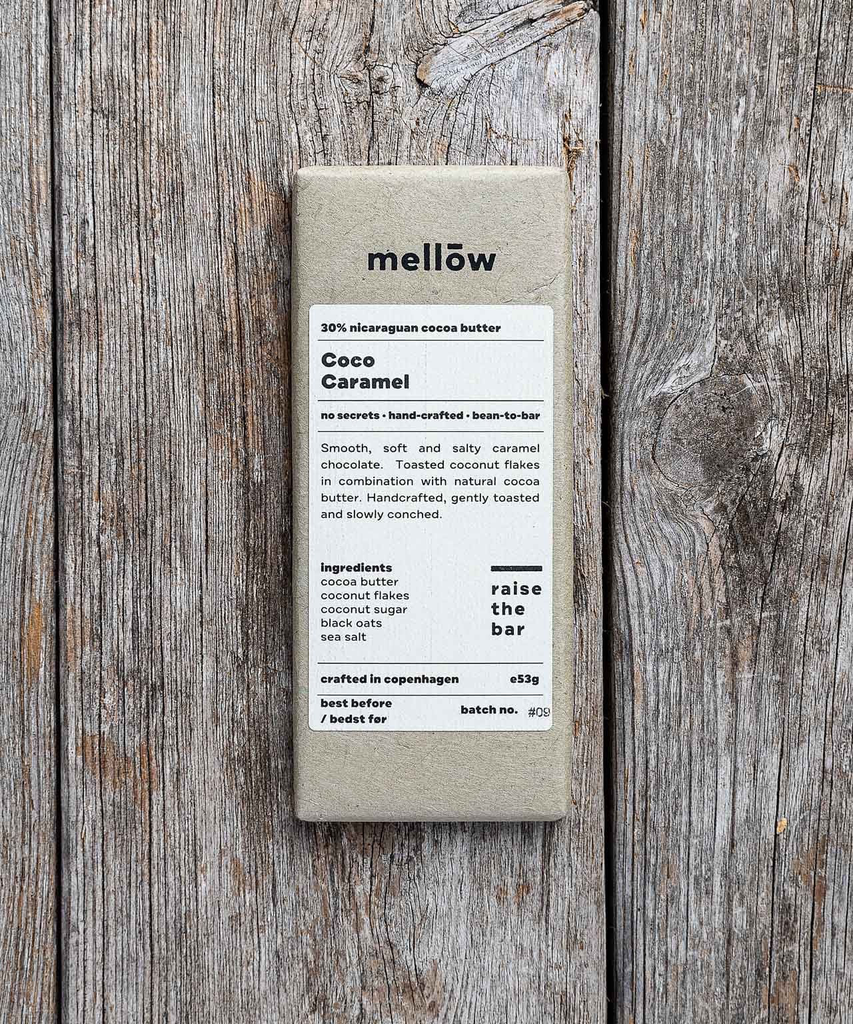 mellōw
30% nicaraguan cocoa butter
Coco
Caramel
no secrets • hand-crafted • bean-to-bar
Smooth, soft and salty caramel
chocolate. Toasted coconut flakes
in combination with natural cocoa
butter. Handcrafted, gently toasted
and slowly conched.
ingredients
cocoa butter
coconut flakes
coconut sugar
black oats
sea salt
raise
the
bar
crafted in copenhagen e53g
best before
/ bedst før
batch no. #09